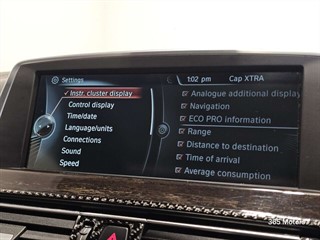 Settings
1:02 pm
Cap XTRA
✓ Instr. cluster display
Control display
Time/date
Language/units
Connections
Sound
Speed
Analogue additional display
Navigation
ECO PRO information
Range
Distance to destination
Time of arrival
Average consumption
365 Motele